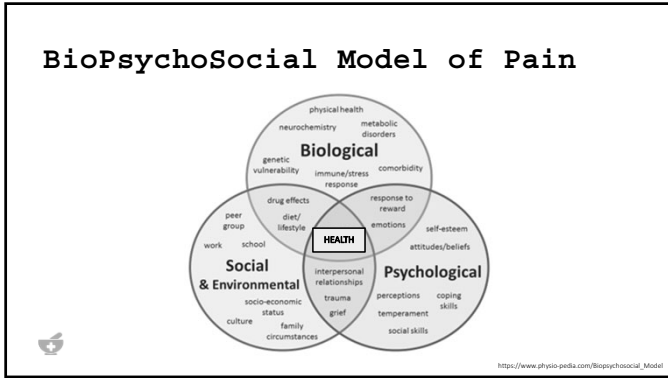 BioPsychoSocial Model of Pain
physical health
neurochemistry
metabolic
disorders
Biological
genetic
vulnerability
immune/stress
response
comorbidity
drug effects
diet/
lifestyle
response to
reward
emotions
HEALTH
peer
group
work
school
Social
& Environmental
socio-economic
status
culture
family
circumstances
interpersonal
relationships
trauma
grief
self-esteem
attitudes/beliefs
Psychological
perceptions
coping
skills
temperament
social skills
https://www.physio-pedia.com/Biopsychosocial_Model